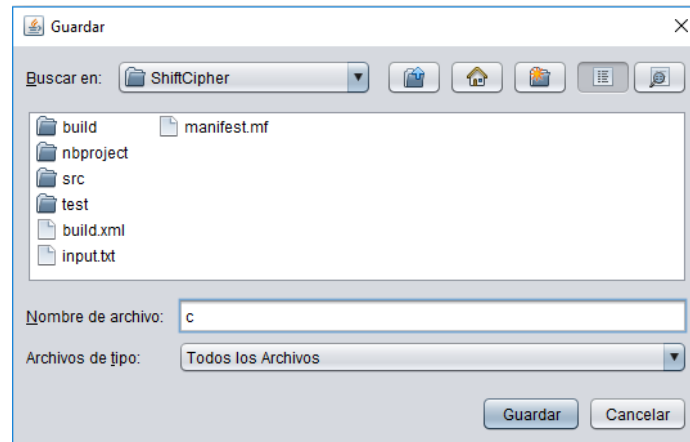 Guardar
Buscar en: ShiftCipher
build manifest.mf
nbproject
src
test
build.xml
input.txt
Nombre de archivo: c
Archivos de tipo: Todos los Archivos
Guardar Cancelar